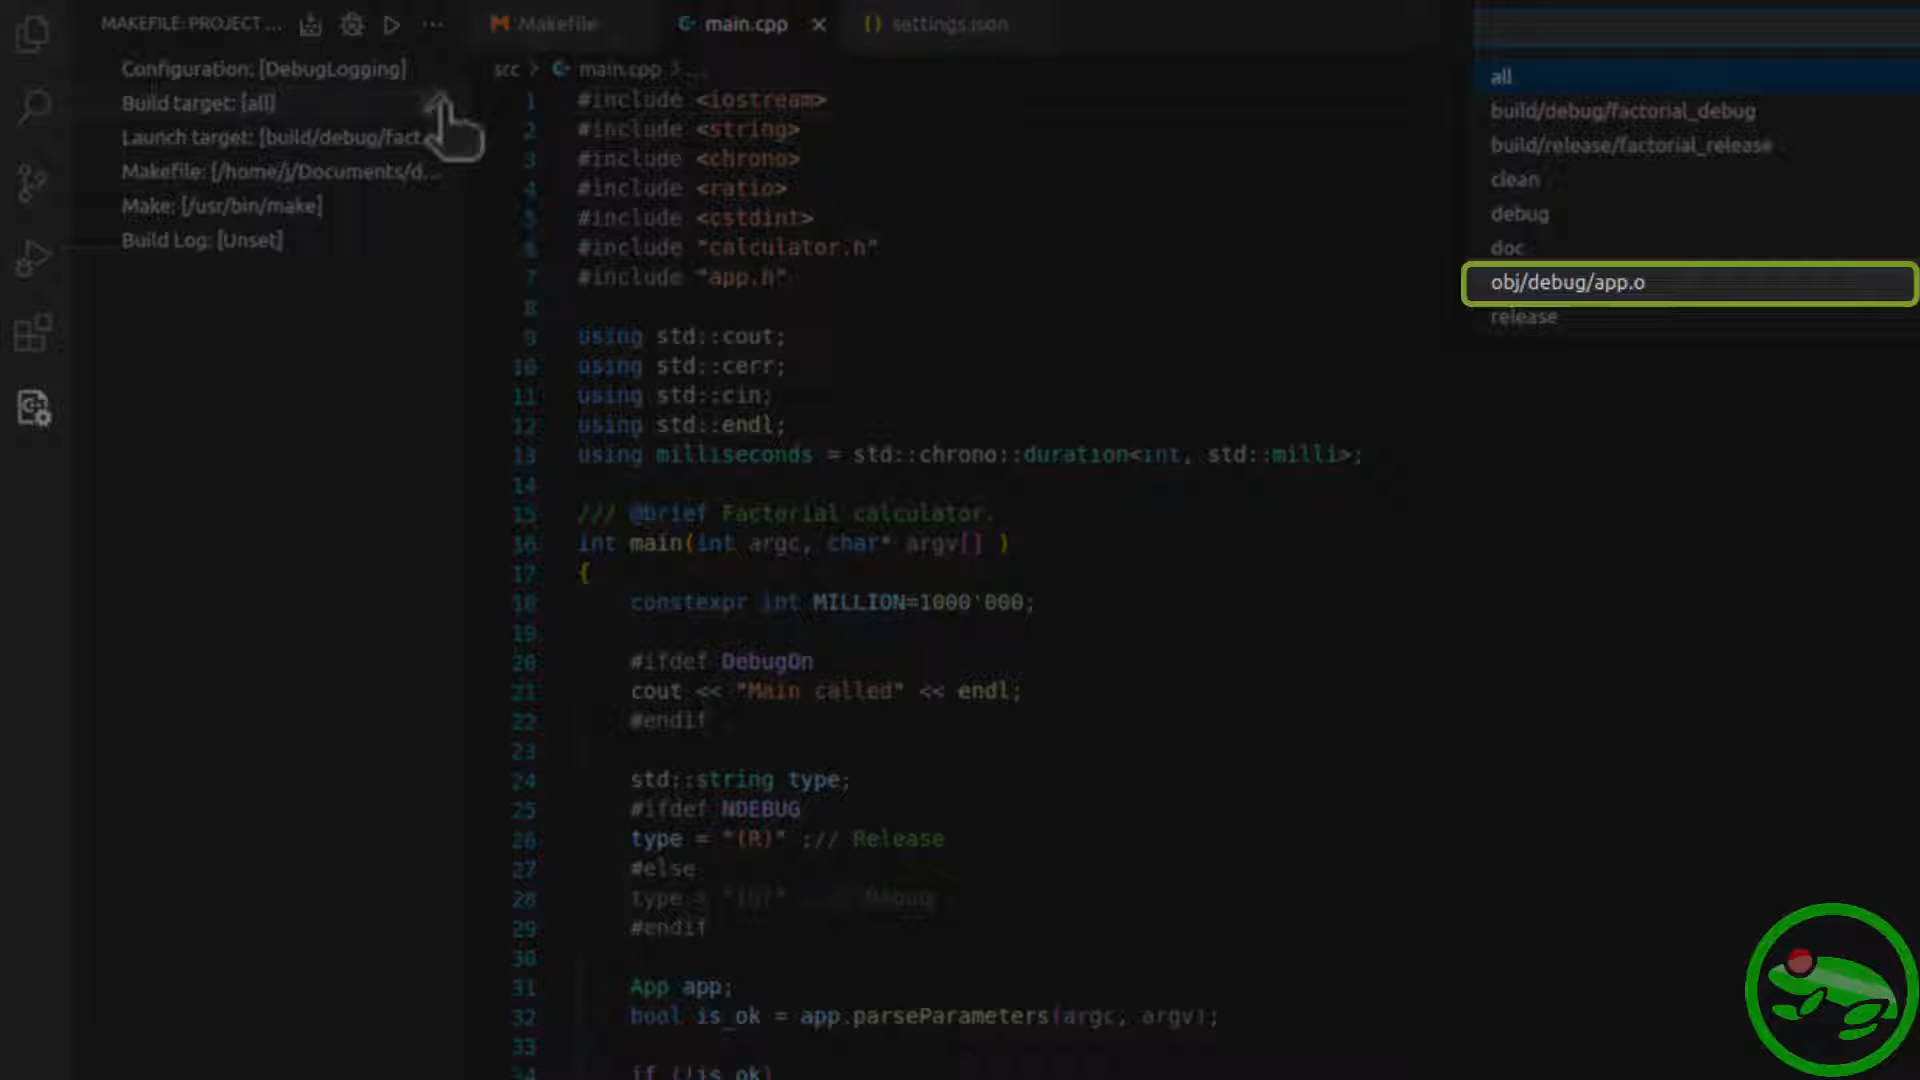 MAKEFILE: PROJECT ...
Configuration: [DebugLogging]
Build target: [all]
Launch target: [build/debug/fact...
Makefile: [/home/j/Documents/d...
Make: [/usr/bin/make]
Build Log: [Unset]
Makefile
main.cpp
settings.json
src > main.cpp > ...
1 #include <iostream>
2 #include <string>
3 #include <chrono>
4 #include <ratio>
5 #include <cstdint>
6 #include "calculator.h"
7 #include "app.h"
8
9 using std::cout;
10 using std::cerr;
11 using std::cin;
12 using std::endl;
13 using milliseconds = std::chrono::duration<int, std::milli>;
14
15 /// @brief Factorial calculator.
16 int main(int argc, char* argv[] )
17 {
18 constexpr int MILLION=1000'000;
19
20 #ifdef DebugOn
21 cout << "Main called" << endl;
22 #endif
23
24 std::string type;
25 #ifdef NDEBUG
26 type = "(R)" ;// Release
27 #else
28 type = "(D)" ;// Debug
29 #endif
30
31 App app;
32 bool is_ok = app.parseParameters(argc, argv);
33
34 if (!is_ok)
all
build/debug/factorial_debug
build/release/factorial_release
clean
debug
doc
obj/debug/app.o
release